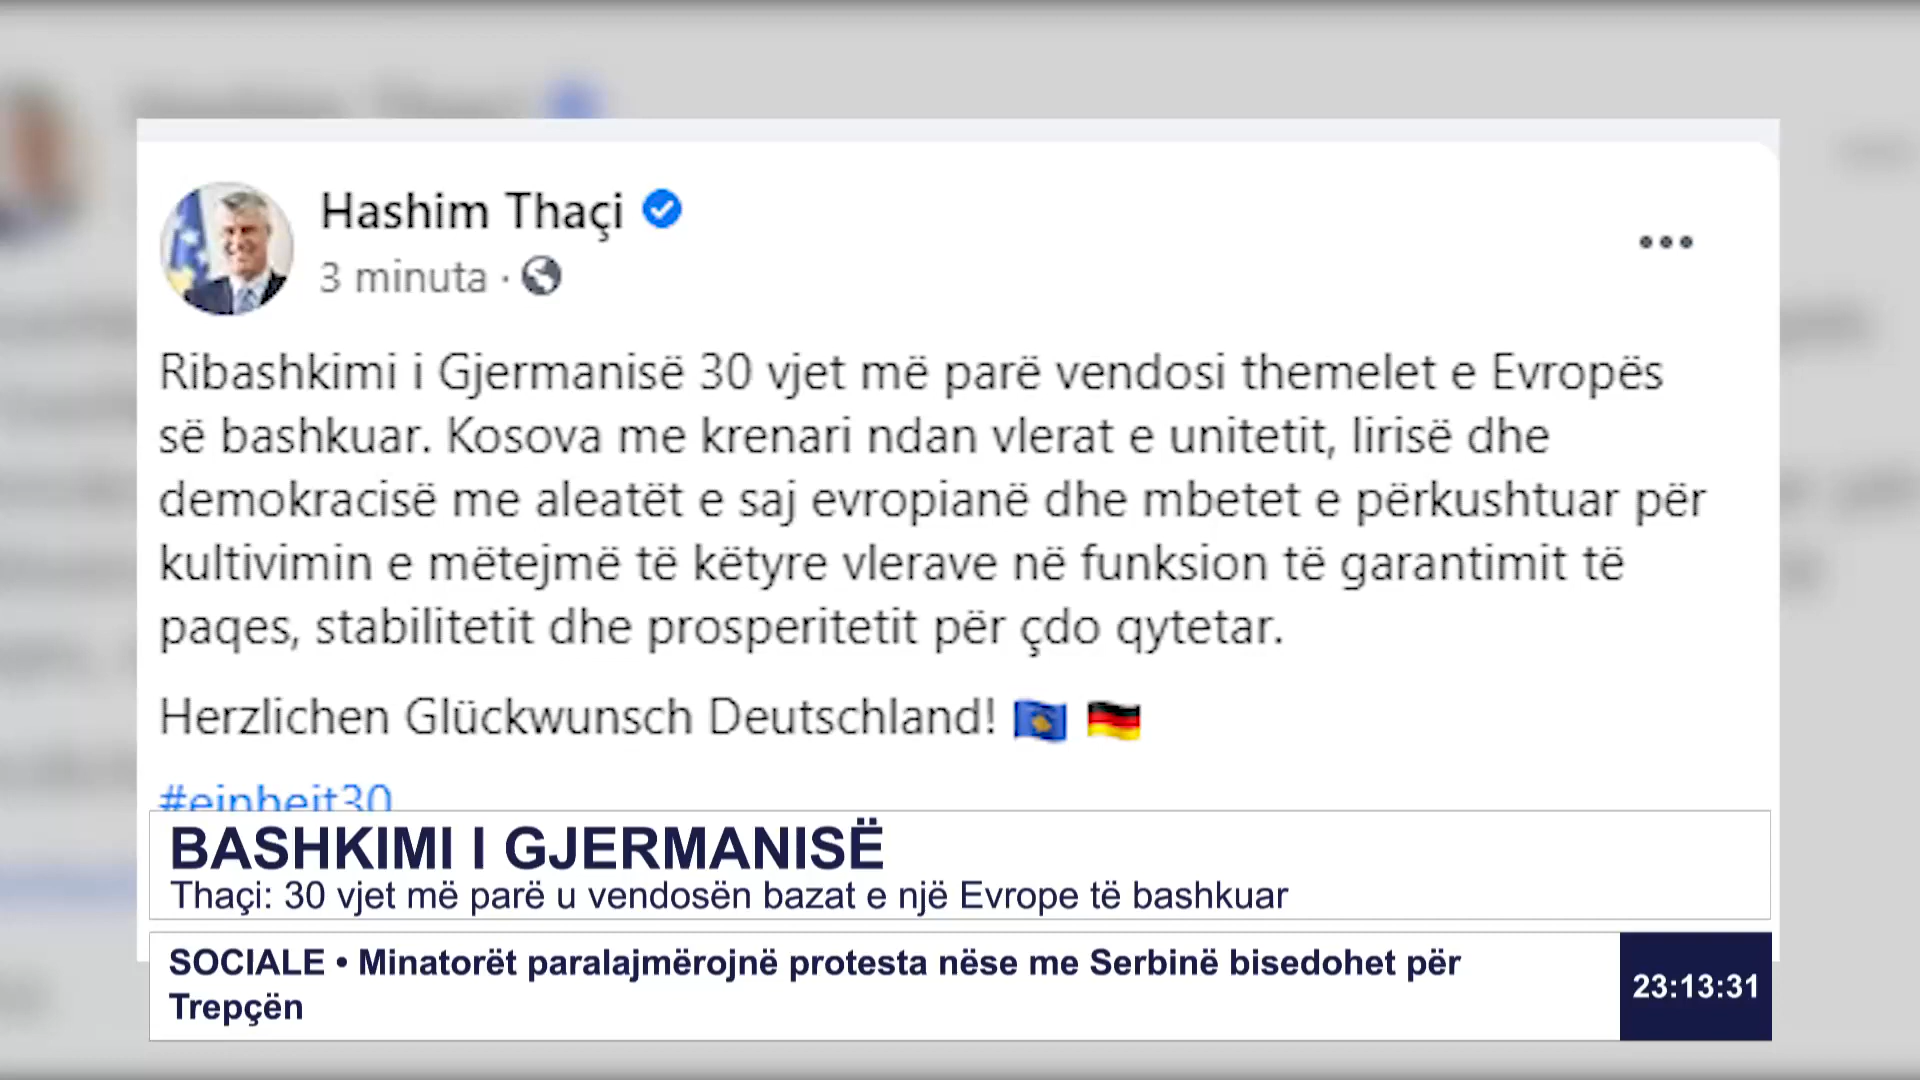 Hashim Thaçi
3 minuta ·
Ribashkimi i Gjermanisë 30 vjet më parë vendosi themelet e Evropës
së bashkuar. Kosova me krenari ndan vlerat e unitetit, lirisë dhe
demokracisë me aleatët e saj evropianë dhe mbetet e përkushtuar për
kultivimin e mëtejmë të këtyre vlerave në funksion të garantimit të
paqes, stabilitetit dhe prosperitetit për çdo qytetar.
Herzlichen Glückwunsch Deutschland!
#einheit30
BASHKIMI I GJERMANISË
Thaçi: 30 vjet më parë u vendosën bazat e një Evrope të bashkuar
SOCIALE • Minatorët paralajmërojnë protesta nëse me Serbinë bisedohet për
Trepçën
23:13:31